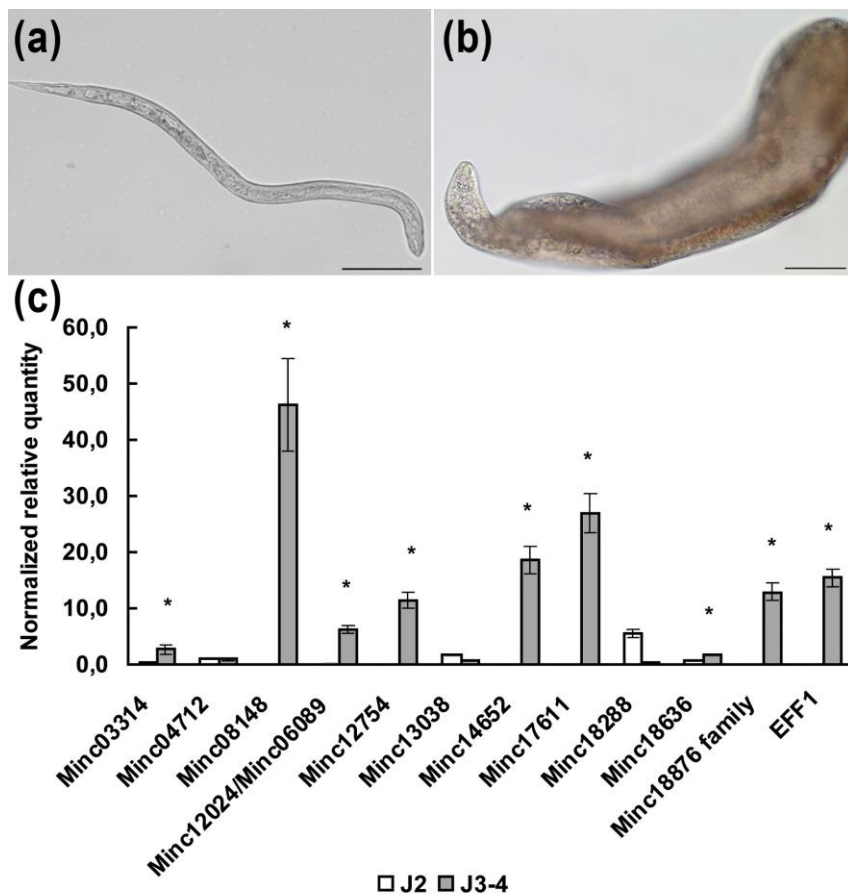 (a)
(b)
(c)
Normalized relative quantity
60,0
50,0
40,0
30,0
20,0
10,0
0,0
*
*
*
*
*
*
*
*
*
Minc03314
Minc04712
Minc08148
Minc12024/Minc06089
Minc12754
Minc13038
Minc14652
Minc17611
Minc18288
Minc18636
Minc18876 family
EFF1
J2 J3-4